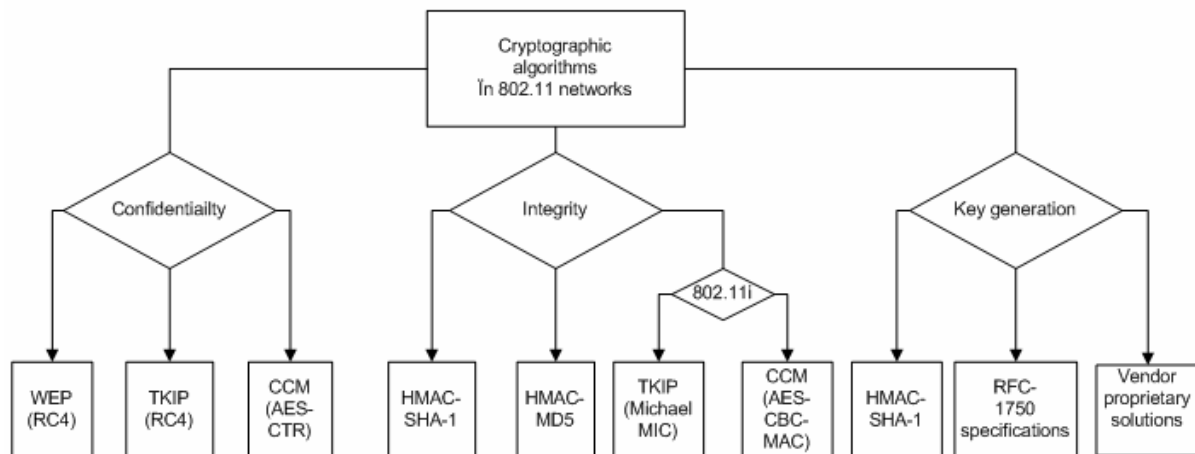 Cryptographic
algorithms
Ïn 802.11 networks
Confidentiailty
Integrity
Key generation
802.11i
WEP
(RC4)
TKIP
(RC4)
CCM
(AES-
CTR)
HMAC-
SHA-1
HMAC-
MD5
TKIP
(Michael
MIC)
CCM
(AES-
CBC-
MAC)
HMAC-
SHA-1
RFC-
1750
specifications
Vendor
proprietary
solutions